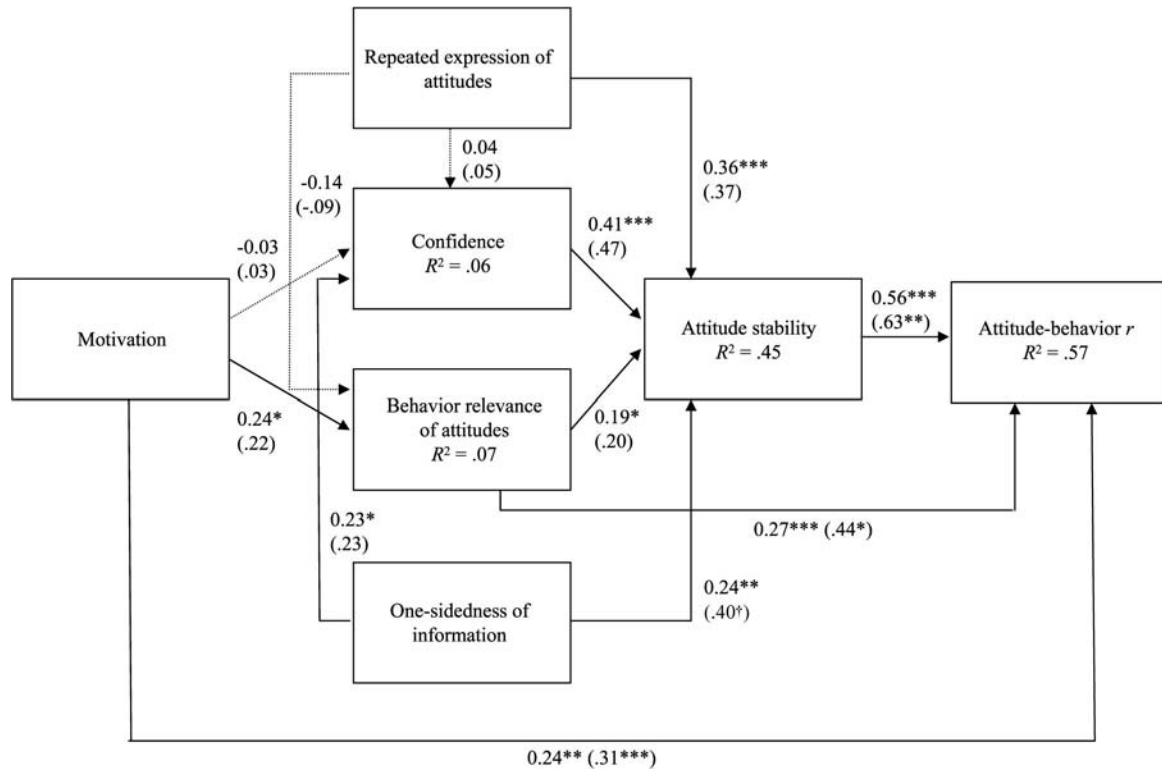 Repeated expression of
attitudes
0.04
(.05)
0.36***
(.37)
-0.14
(-.09)
-0.03
(.03)
Confidence
R² = .06
0.41***
(.47)
Motivation
Attitude stability
R² = .45
0.56***
(.63**)
Attitude-behavior r
R² = .57
0.24*
(.22)
Behavior relevance
of attitudes
R² = .07
0.19*
(.20)
0.27*** (.44*)
0.23*
(.23)
0.24**
(.40†)
One-sidedness of
information
0.24** (.31***)